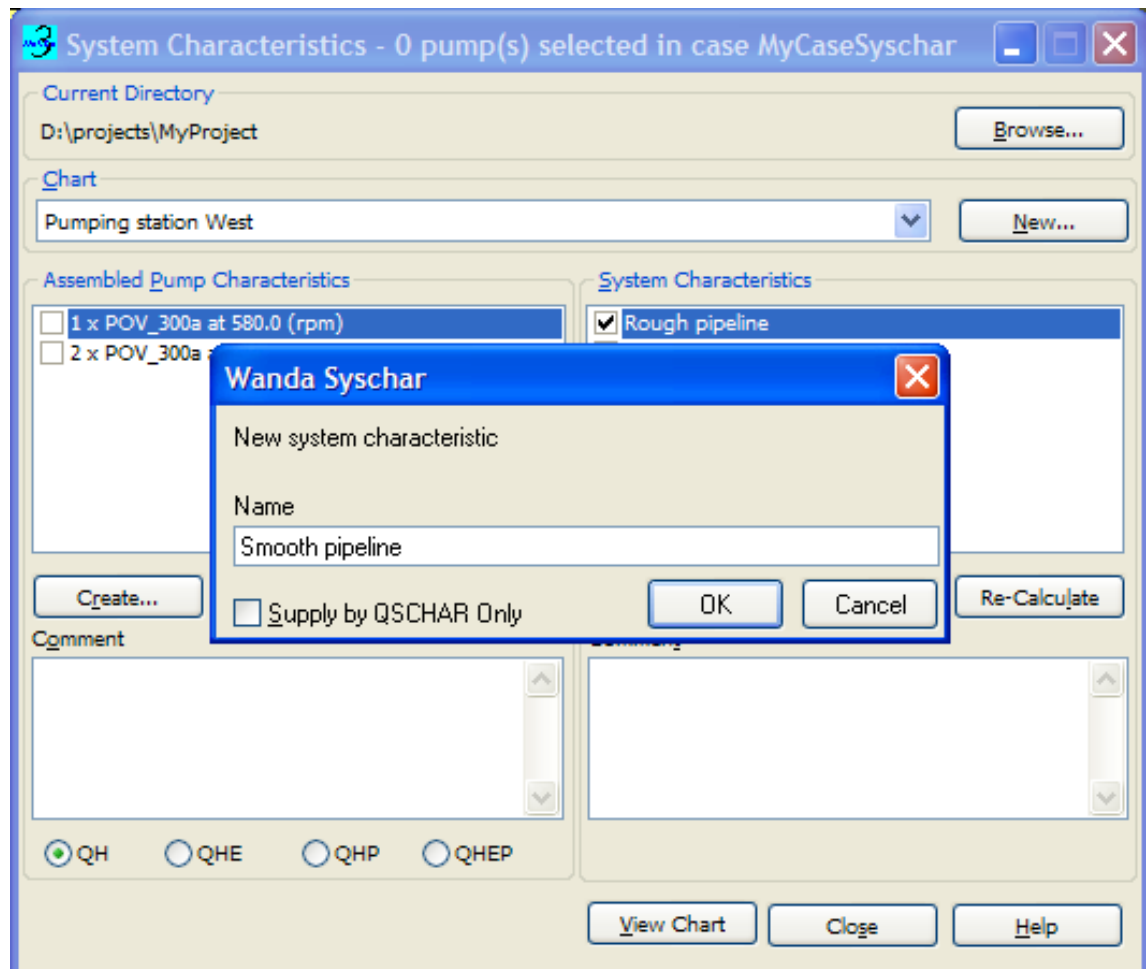 System Characteristics - 0 pump(s) selected in case MyCaseSyschar
Current Directory
D:\projects\MyProject
Browse...
Chart
Pumping station West
New...
Assembled Pump Characteristics
System Characteristics
1 x POV_300a at 580.0 (rpm)
Rough pipeline
2 x POV_300a
Wanda Syschar
New system characteristic
Name
Smooth pipeline
Supply by QSCHAR Only
OK
Cancel
Create...
Re-Calculate
Comment
QH
QHE
QHP
QHEP
View Chart
Close
Help